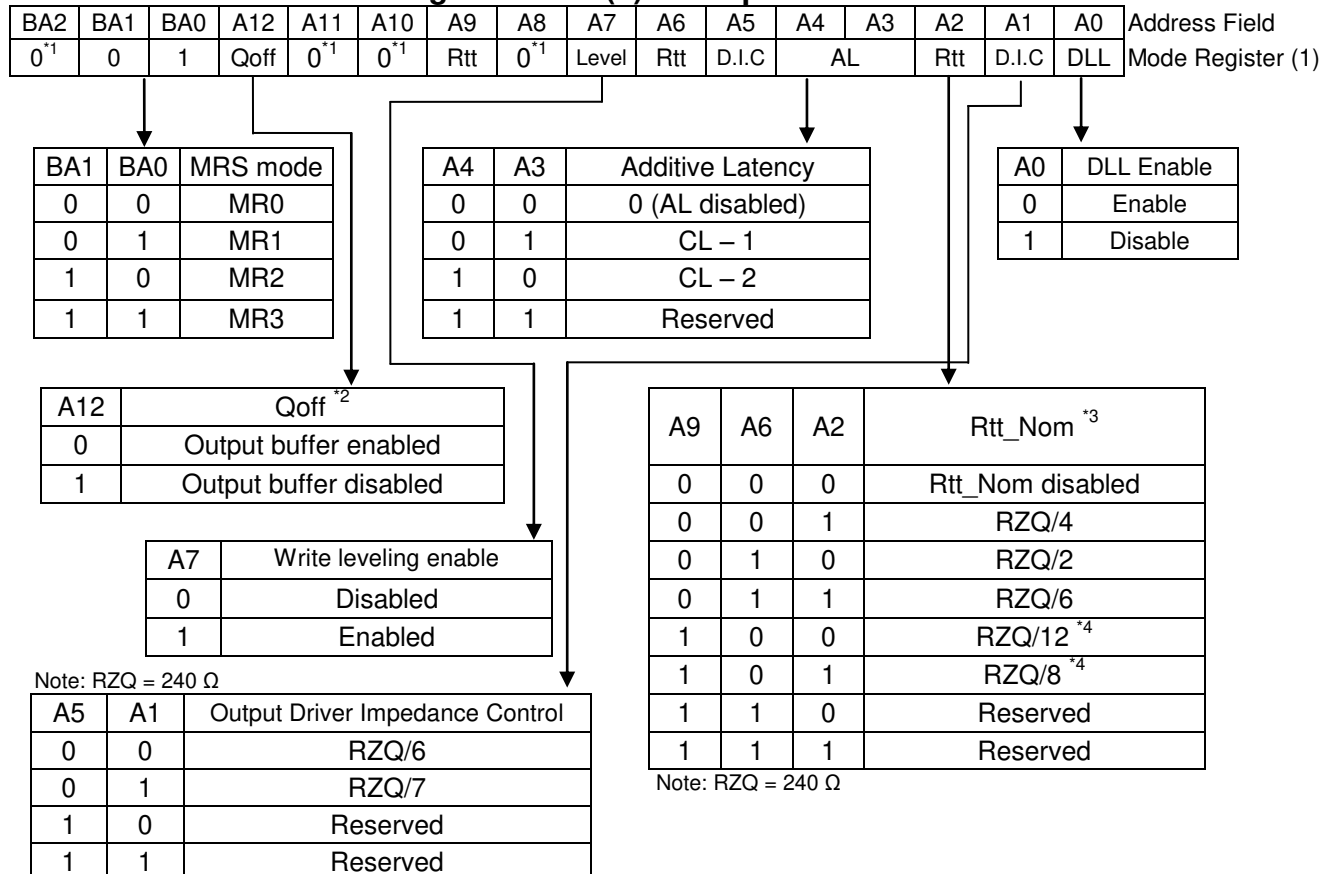 BA2 BA1 BA0 A12 A11 A10 A9 A8 A7 A6 A5 A4 A3 A2 A1 A0 Address Field
0*1 0 1 Qoff 0*1 0*1 Rtt 0*1 Level Rtt D.I.C AL Rtt D.I.C DLL Mode Register (1)
BA1 BA0 MRS mode
0 0 MR0
0 1 MR1
1 0 MR2
1 1 MR3
A4 A3 Additive Latency
0 0 0 (AL disabled)
0 1 CL – 1
1 0 CL – 2
1 1 Reserved
A0 DLL Enable
0 Enable
1 Disable
A12 Qoff *2
0 Output buffer enabled
1 Output buffer disabled
A9 A6 A2 Rtt_Nom *3
0 0 0 Rtt_Nom disabled
0 0 1 RZQ/4
0 1 0 RZQ/2
0 1 1 RZQ/6
1 0 0 RZQ/12 *4
1 0 1 RZQ/8 *4
1 1 0 Reserved
1 1 1 Reserved
Note: RZQ = 240 Ω
A7 Write leveling enable
0 Disabled
1 Enabled
Note: RZQ = 240 Ω
A5 A1 Output Driver Impedance Control
0 0 RZQ/6
0 1 RZQ/7
1 0 Reserved
1 1 Reserved